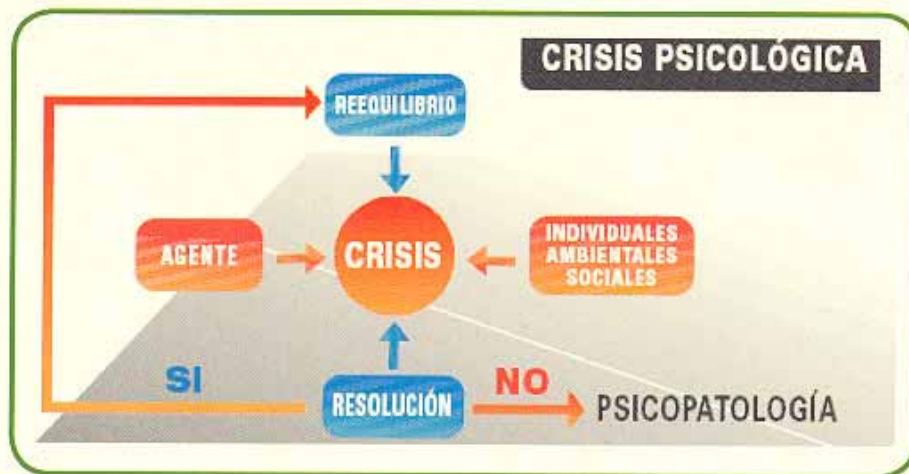 CRISIS PSICOLÓGICA
REEQUILIBRIO
AGENTE
CRISIS
INDIVIDUALES
AMBIENTALES
SOCIALES
SI
RESOLUCIÓN
NO
PSICOPATOLOGÍA